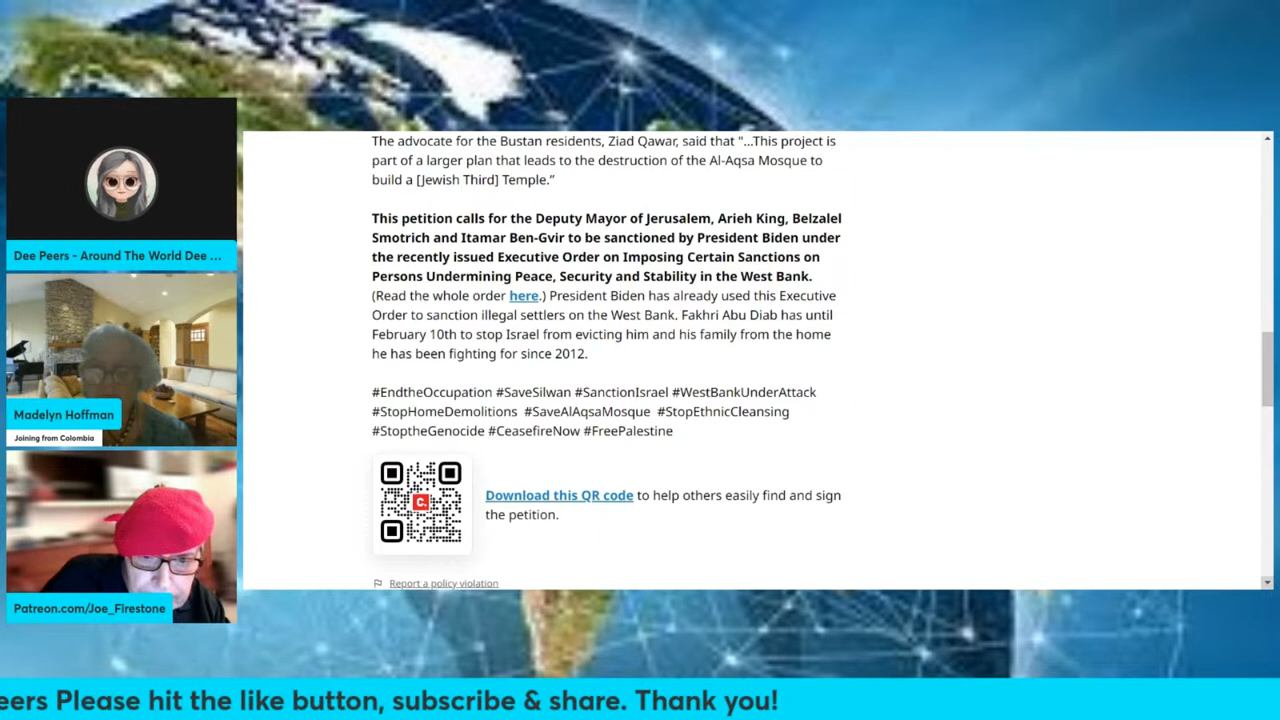 Dee Peers - Around The World Dee ...
Madelyn Hoffman
Joining from Colombia
Patreon.com/Joe_Firestone
The advocate for the Bustan residents, Ziad Qawar, said that "...This project is
part of a larger plan that leads to the destruction of the Al-Aqsa Mosque to
build a [Jewish Third] Temple.”
This petition calls for the Deputy Mayor of Jerusalem, Arieh King, Belzalel
Smotrich and Itamar Ben-Gvir to be sanctioned by President Biden under
the recently issued Executive Order on Imposing Certain Sanctions on
Persons Undermining Peace, Security and Stability in the West Bank.
(Read the whole order here.) President Biden has already used this Executive
Order to sanction illegal settlers on the West Bank. Fakhri Abu Diab has until
February 10th to stop Israel from evicting him and his family from the home
he has been fighting for since 2012.
#EndtheOccupation #SaveSilwan #SanctionIsrael #WestBankUnderAttack
#StopHomeDemolitions #SaveAlAqsaMosque #StopEthnicCleansing
#StoptheGenocide #CeasefireNow #FreePalestine
C.
Download this QR code to help others easily find and sign
the petition.
Report a policy violation
eers Please hit the like button, subscribe & share. Thank you!